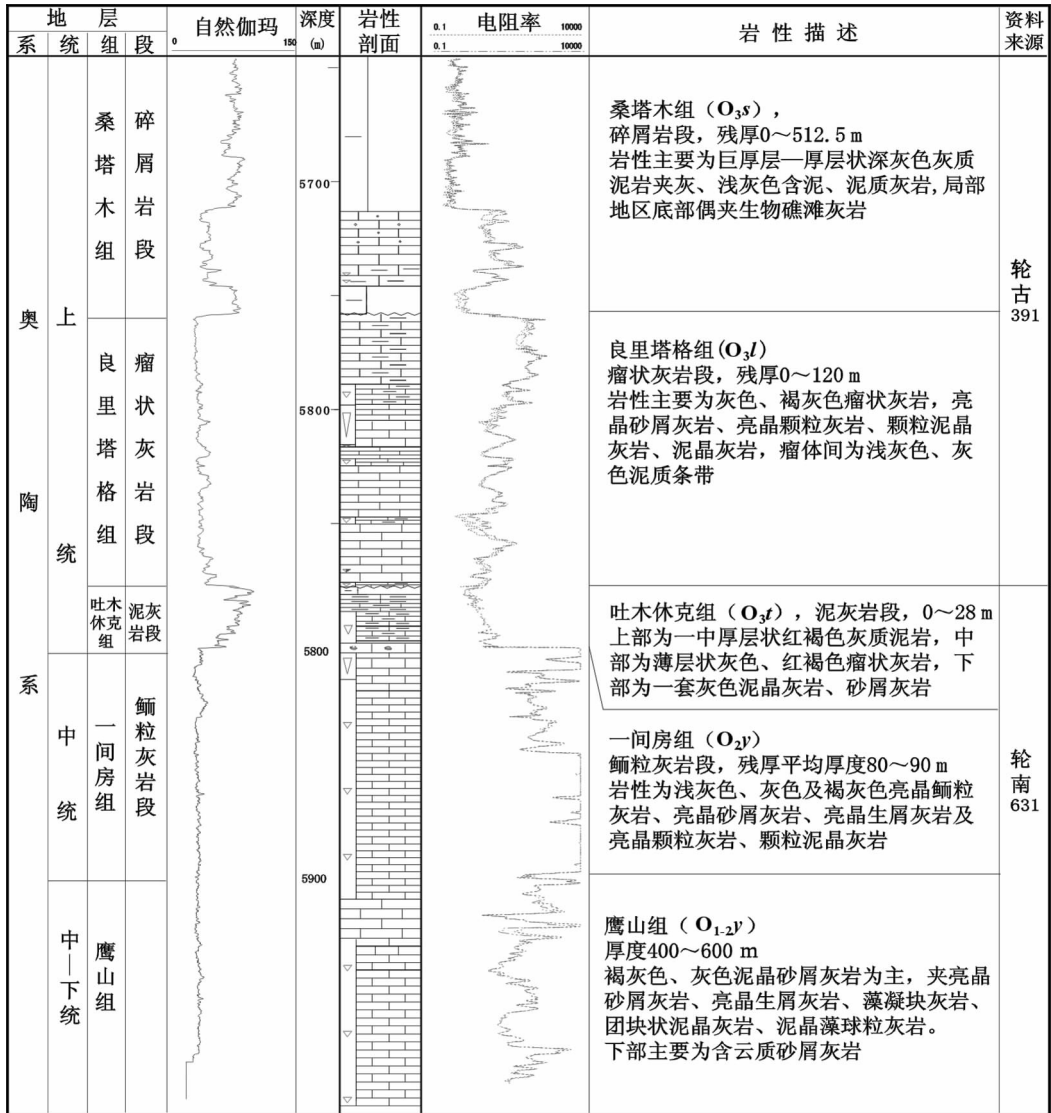 地 层
系 统 组 段
自然伽玛
0 150
深度
(m)
岩性
剖面
电阻率
0.1 10000
0.1 10000
岩 性 描 述
资料
来源
奥陶系
上统
中统
中—下统
桑塔木组
碎屑岩段
良里塔格组
瘤状灰岩段
吐木
休克
组
泥灰
岩段
一间房组
鲕粒灰岩段
鹰山组
5700
5800
5800
5900
桑塔木组（O₃s），
碎屑岩段，残厚0～512.5 m
岩性主要为巨厚层—厚层状深灰色灰质
泥岩夹灰、浅灰色含泥、泥质灰岩,局部
地区底部偶夹生物礁滩灰岩
良里塔格组(O₃l)
瘤状灰岩段，残厚0～120 m
岩性主要为灰色、褐灰色瘤状灰岩，亮
晶砂屑灰岩、亮晶颗粒灰岩、颗粒泥晶
灰岩、泥晶灰岩，瘤体间为浅灰色、灰
色泥质条带
吐木休克组（O₃t），泥灰岩段，0～28 m
上部为一中厚层状红褐色灰质泥岩，中
部为薄层状灰色、红褐色瘤状灰岩，下
部为一套灰色泥晶灰岩、砂屑灰岩
一间房组（O₂y）
鲕粒灰岩段，残厚平均厚度80～90 m
岩性为浅灰色、灰色及褐灰色亮晶鲕粒
灰岩、亮晶砂屑灰岩、亮晶生屑灰岩及
亮晶颗粒灰岩、颗粒泥晶灰岩
鹰山组（O₁₋₂y）
厚度400～600 m
褐灰色、灰色泥晶砂屑灰岩为主，夹亮晶
砂屑灰岩、亮晶生屑灰岩、藻凝块灰岩、
团块状泥晶灰岩、泥晶藻球粒灰岩。
下部主要为含云质砂屑灰岩
轮古
391
轮南
631